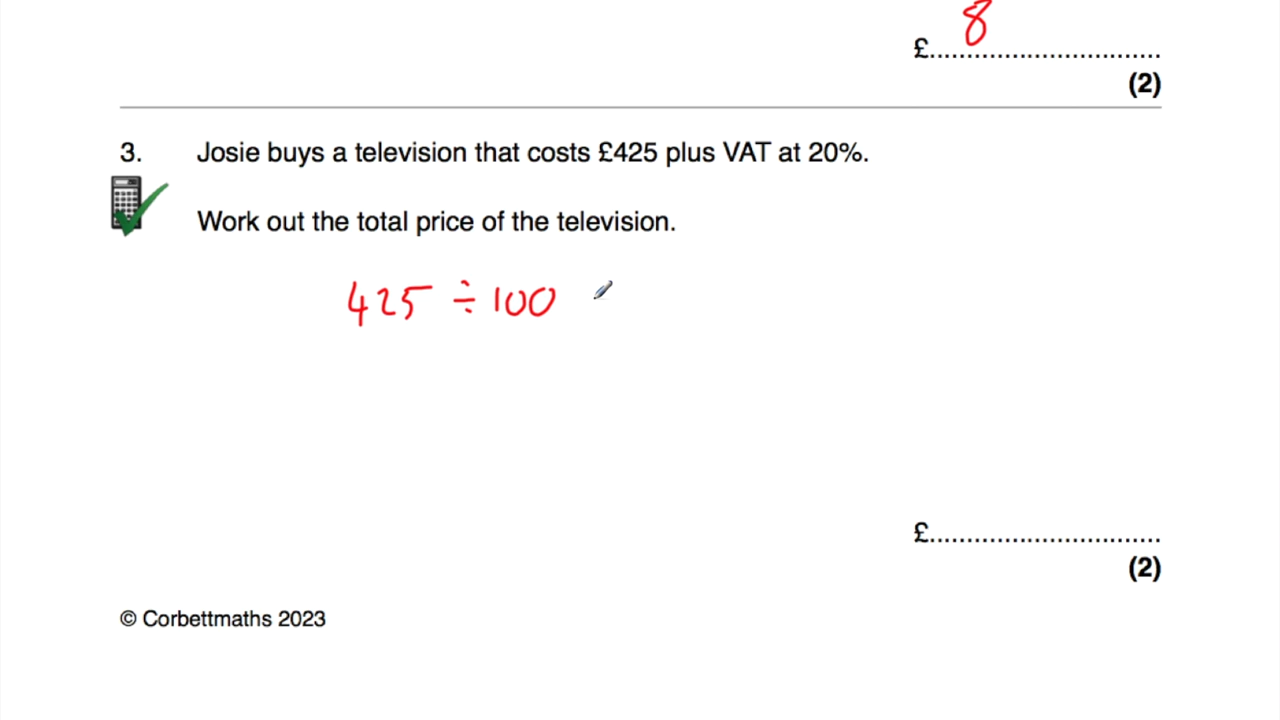 8
£................................
(2)
3. Josie buys a television that costs £425 plus VAT at 20%.
Work out the total price of the television.
425 ÷ 100
£................................
(2)
© Corbettmaths 2023